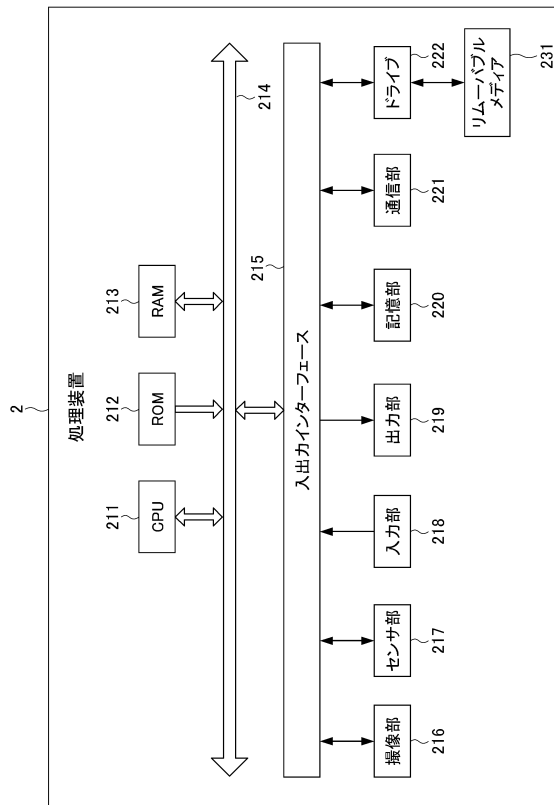 2
処理装置
211
CPU
212
ROM
213
RAM
214
215
入出力インターフェース
撮像部
216
センサ部
217
入力部
218
出力部
219
記憶部
220
通信部
221
ドライブ
222
リムーバブル
メディア
231